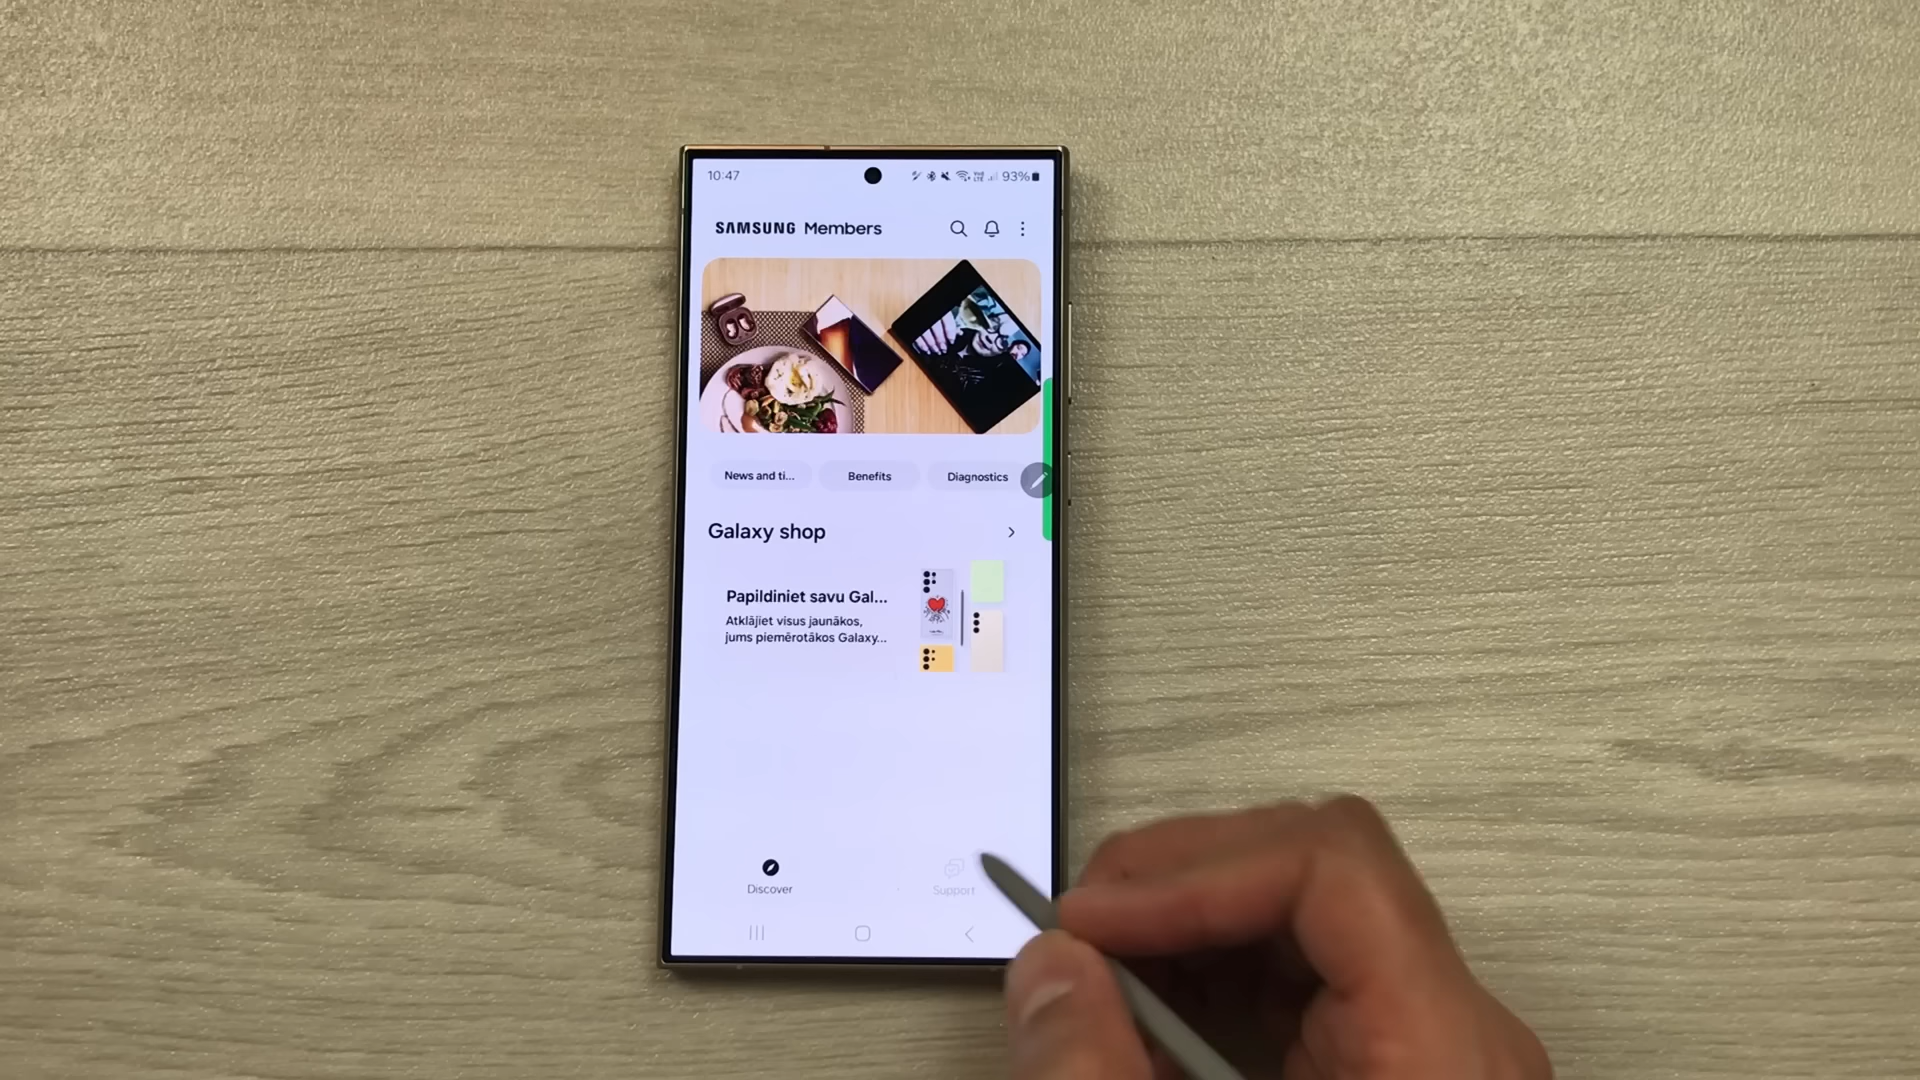 10:47
93%
SAMSUNG Members
News and ti...
Benefits
Diagnostics
Galaxy shop
Papildiniet savu Gal...
Atklājiet visus jaunākos,
jums piemērotākos Galaxy...
Discover
Support